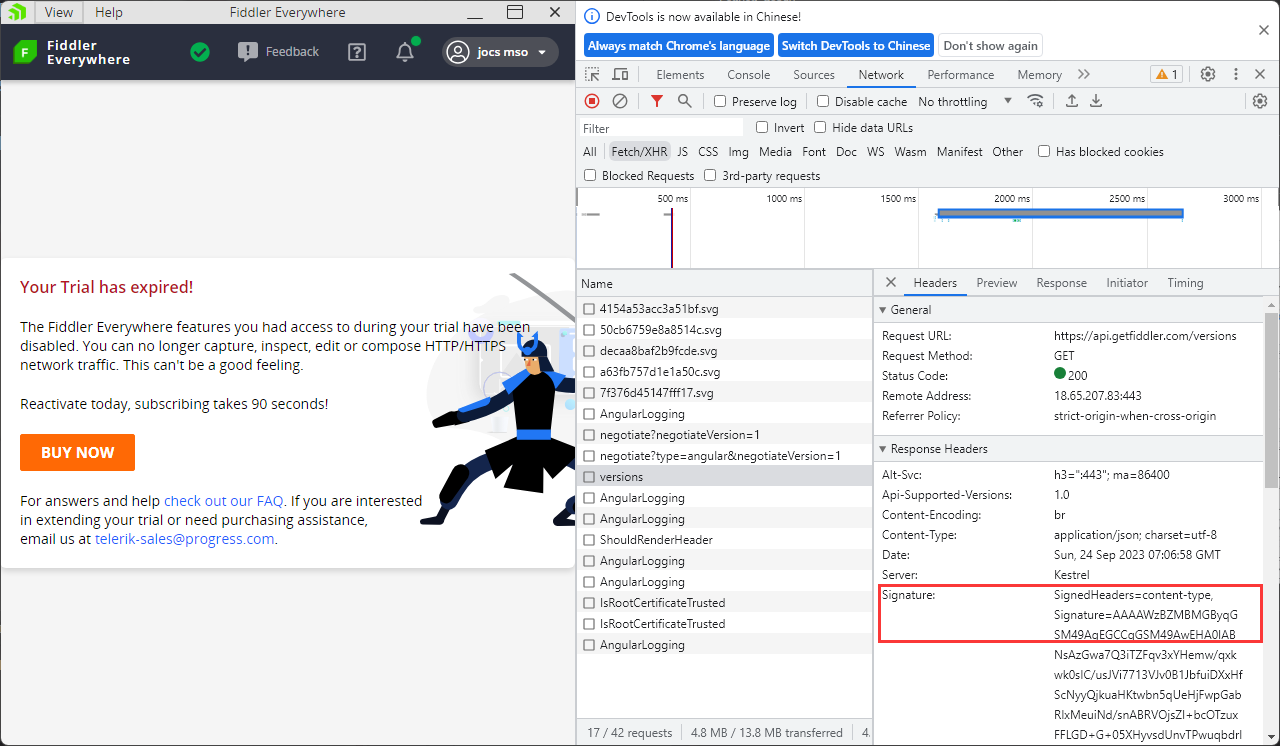 View Help Fiddler Everywhere
Fiddler
Everywhere
Feedback
jocs mso
Your Trial has expired!
The Fiddler Everywhere features you had access to during your trial have been
disabled. You can no longer capture, inspect, edit or compose HTTP/HTTPS
network traffic. This can't be a good feeling.
Reactivate today, subscribing takes 90 seconds!
BUY NOW
For answers and help check out our FAQ. If you are interested
in extending your trial or need purchasing assistance,
email us at telerik-sales@progress.com.
DevTools is now available in Chinese!
Always match Chrome's language Switch DevTools to Chinese Don't show again
Elements Console Sources Network Performance Memory 1
Preserve log Disable cache No throttling
Filter Invert Hide data URLs
All Fetch/XHR JS CSS Img Media Font Doc WS Wasm Manifest Other Has blocked cookies
Blocked Requests 3rd-party requests
500 ms 1000 ms 1500 ms 2000 ms 2500 ms 3000 ms
Name
4154a53acc3a51bf.svg
50cb6759e8a8514c.svg
decaa8baf2b9fcde.svg
a63fb757d1e1a50c.svg
7f376d45147fff17.svg
AngularLogging
negotiate?negotiateVersion=1
negotiate?type=angular&negotiateVersion=1
versions
AngularLogging
AngularLogging
ShouldRenderHeader
AngularLogging
AngularLogging
IsRootCertificateTrusted
IsRootCertificateTrusted
AngularLogging
17 / 42 requests 4.8 MB / 13.8 MB transferred 4.
Headers Preview Response Initiator Timing
General
Request URL: https://api.getfiddler.com/versions
Request Method: GET
Status Code: 200
Remote Address: 18.65.207.83:443
Referrer Policy: strict-origin-when-cross-origin
Response Headers
Alt-Svc: h3=":443"; ma=86400
Api-Supported-Versions: 1.0
Content-Encoding: br
Content-Type: application/json; charset=utf-8
Date: Sun, 24 Sep 2023 07:06:58 GMT
Server: Kestrel
Signature: SignedHeaders=content-type,
Signature=AAAAWzBZMBMGByqG
SM49AgEGCCqGSM49AwEHA0IAB
NsAzGwa7Q3iTZFqv3xYHemw/qxk
wk0sIC/usJVi7713VJv0B1JbfuiDXxHf
ScNyyQjkuaHKtwbn5qUeHjFwpGab
RlxMeuiNd/snABRVOjsZI+bcOTzux
FFLGD+G+05XHyvsdUnvTPwuqbdrl